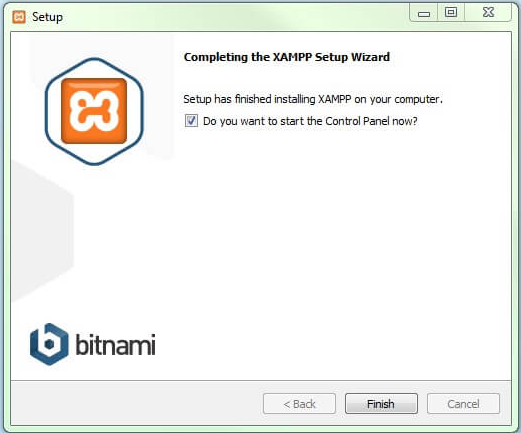 Setup
Completing the XAMPP Setup Wizard
Setup has finished installing XAMPP on your computer.
Do you want to start the Control Panel now?
bitnami
< Back
Finish
Cancel